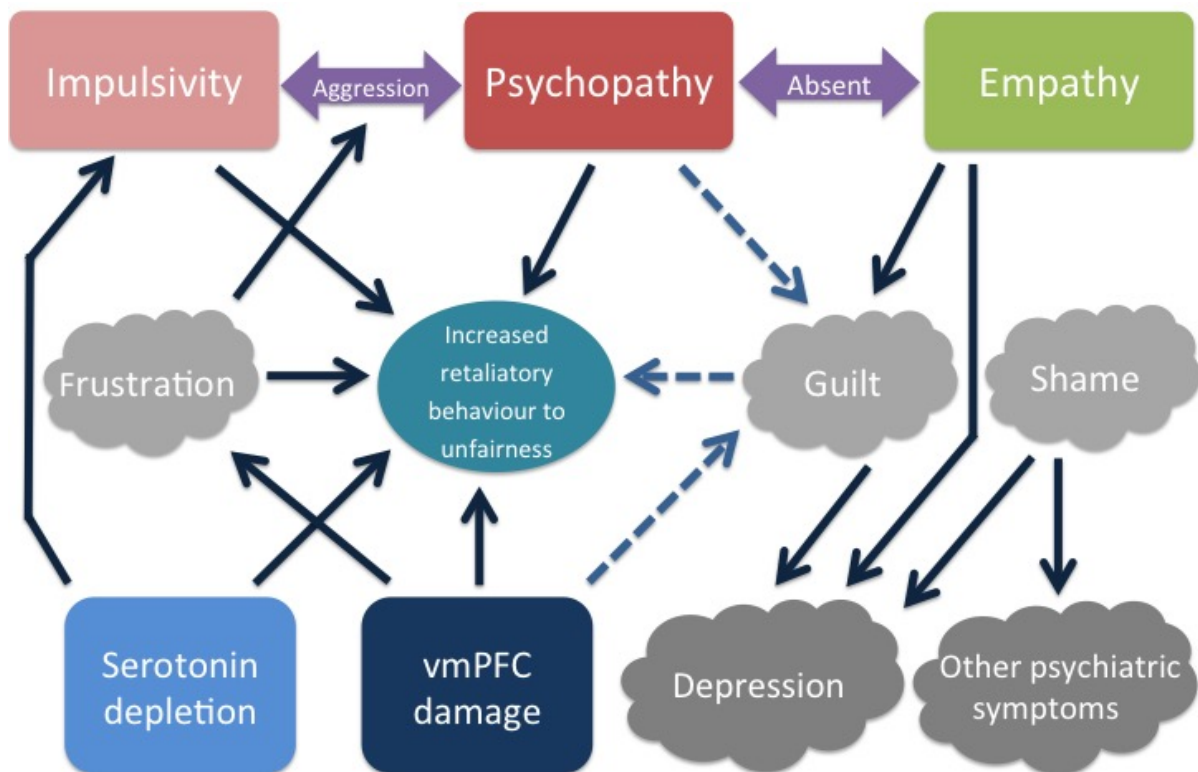 Impulsivity
Aggression
Psychopathy
Absent
Empathy
Frustration
Increased
retaliatory
behaviour to
unfairness
Guilt
Shame
Serotonin
depletion
vmPFC
damage
Depression
Other psychiatric
symptoms